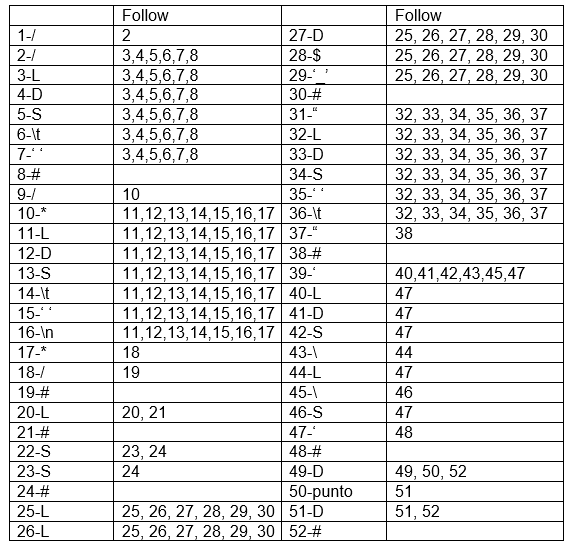 Follow Follow
1-/ 2 27-D 25, 26, 27, 28, 29, 30
2-/ 3,4,5,6,7,8 28-$ 25, 26, 27, 28, 29, 30
3-L 3,4,5,6,7,8 29-‘_’ 25, 26, 27, 28, 29, 30
4-D 3,4,5,6,7,8 30-#
5-S 3,4,5,6,7,8 31-“ 32, 33, 34, 35, 36, 37
6-\t 3,4,5,6,7,8 32-L 32, 33, 34, 35, 36, 37
7-‘ ‘ 3,4,5,6,7,8 33-D 32, 33, 34, 35, 36, 37
8-# 34-S 32, 33, 34, 35, 36, 37
9-/ 10 35-‘ ‘ 32, 33, 34, 35, 36, 37
10-* 11,12,13,14,15,16,17 36-\t 32, 33, 34, 35, 36, 37
11-L 11,12,13,14,15,16,17 37-“ 38
12-D 11,12,13,14,15,16,17 38-#
13-S 11,12,13,14,15,16,17 39-‘ 40,41,42,43,45,47
14-\t 11,12,13,14,15,16,17 40-L 47
15-‘ ‘ 11,12,13,14,15,16,17 41-D 47
16-\n 11,12,13,14,15,16,17 42-S 47
17-* 18 43-\ 44
18-/ 19 44-L 47
19-# 45-\ 46
20-L 20, 21 46-S 47
21-# 47-‘ 48
22-S 23, 24 48-#
23-S 24 49-D 49, 50, 52
24-# 50-punto 51
25-L 25, 26, 27, 28, 29, 30 51-D 51, 52
26-L 25, 26, 27, 28, 29, 30 52-#